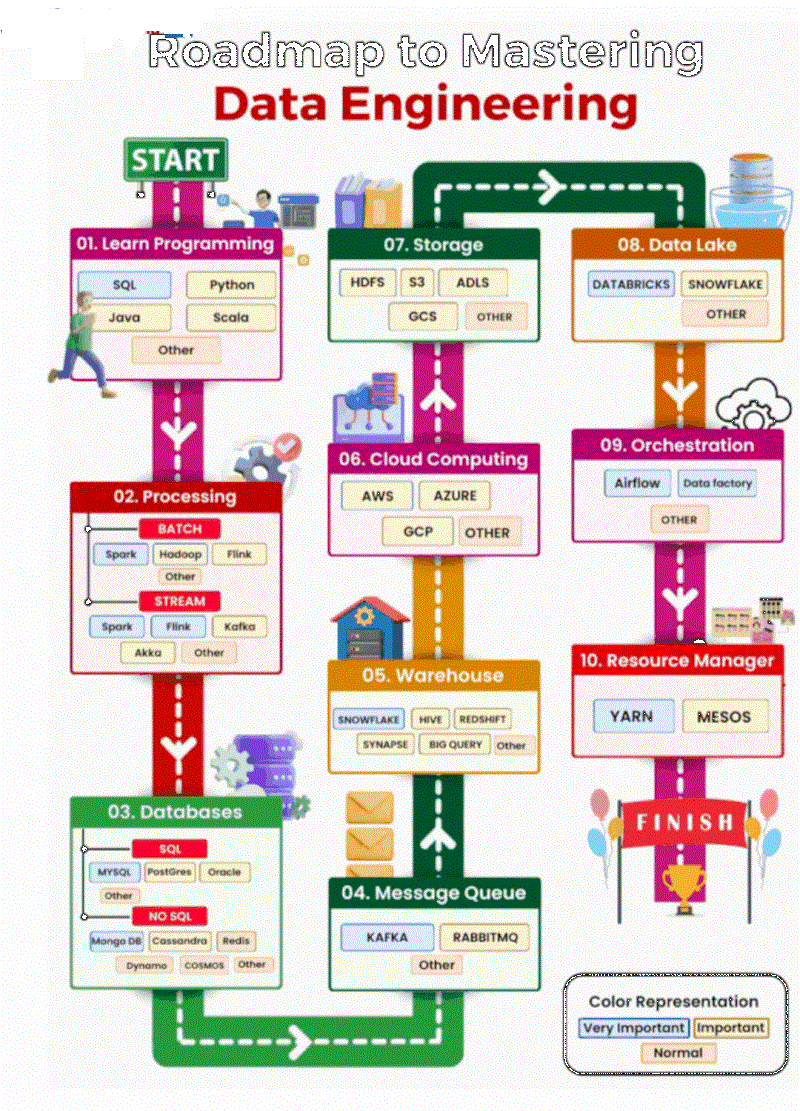 Roadmap to Mastering
Data Engineering
START
01. Learn Programming
SQL Python
Java Scala
Other
02. Processing
BATCH
Spark Hadoop Flink
Other
STREAM
Spark Flink Kafka
Akka Other
03. Databases
SQL
MYSQL PostGres Oracle
Other
NO SQL
Mongo DB Cassandra Redis
Dynamo COSMOS Other
04. Message Queue
KAFKA RABBITMQ
Other
05. Warehouse
SNOWFLAKE HIVE REDSHIFT
SYNAPSE BIG QUERY Other
06. Cloud Computing
AWS AZURE
GCP OTHER
07. Storage
HDFS S3 ADLS
GCS OTHER
08. Data Lake
DATABRICKS SNOWFLAKE
OTHER
09. Orchestration
Airflow Data factory
OTHER
10. Resource Manager
YARN MESOS
FINISH
Color Representation
Very Important Important
Normal